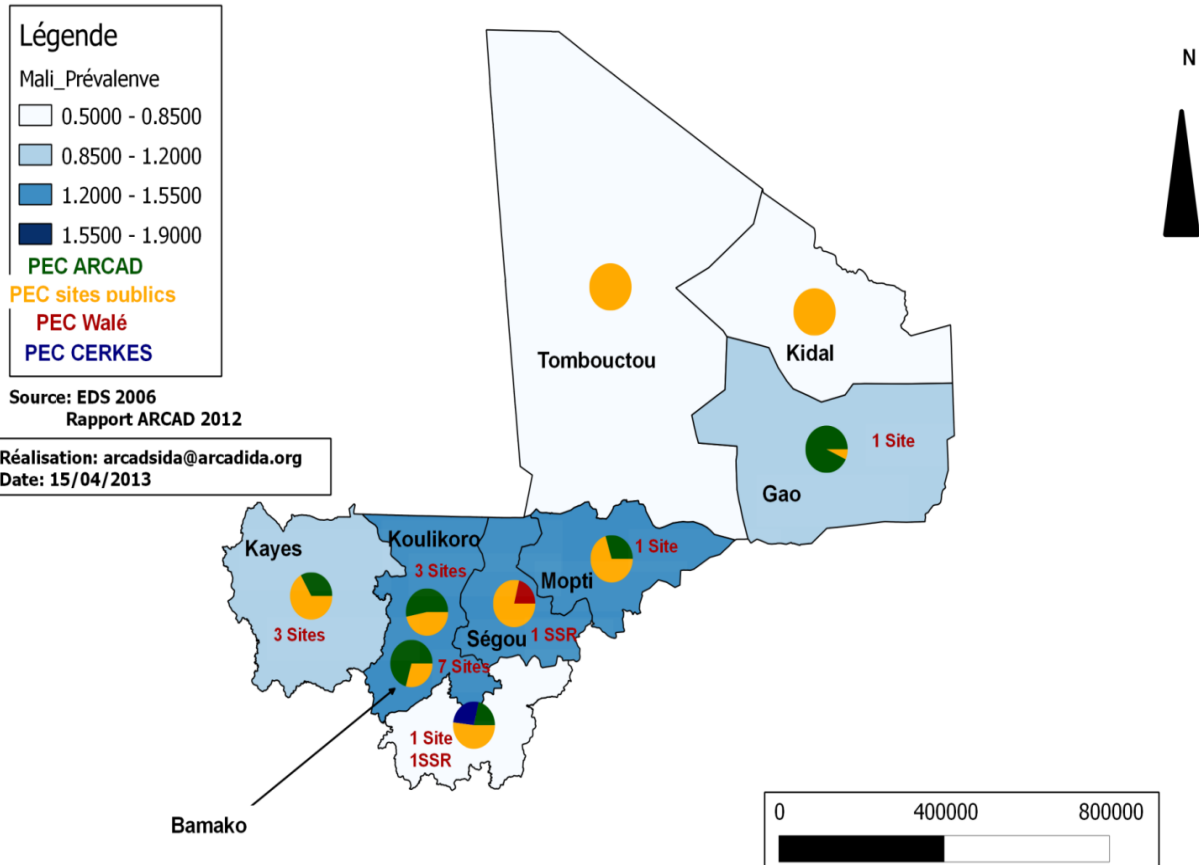 Légende
Mali_Prévalenve
0.5000 - 0.8500
0.8500 - 1.2000
1.2000 - 1.5500
1.5500 - 1.9000
PEC ARCAD
PEC sites publics
PEC Walé
PEC CERKES
Source: EDS 2006
Rapport ARCAD 2012
Réalisation: arcadsida@arcadida.org
Date: 15/04/2013
N
Tombouctou
Kidal
1 Site
Gao
Kayes
3 Sites
Koulikoro
3 Sites
7 Sites
Ségou
1 SSR
Mopti
1 Site
1 Site
1SSR
Bamako
0 400000 800000